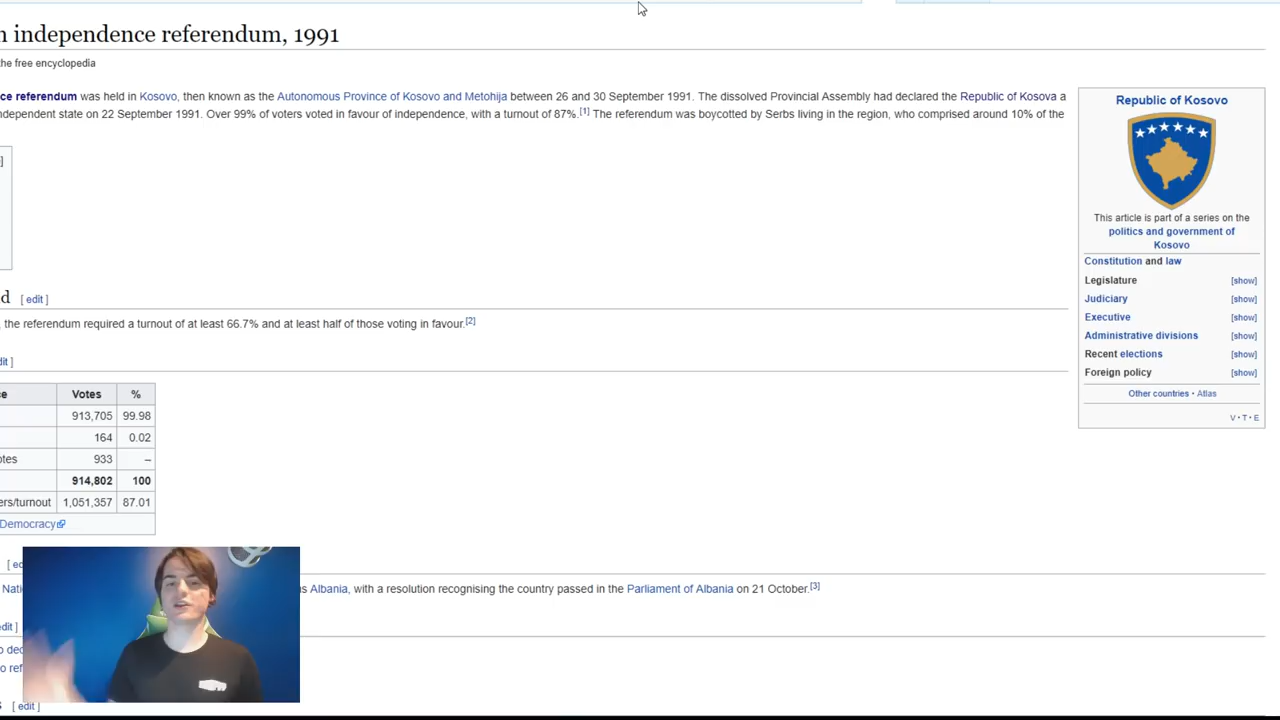 n independence referendum, 1991
he free encyclopedia
ce referendum was held in Kosovo, then known as the Autonomous Province of Kosovo and Metohija between 26 and 30 September 1991. The dissolved Provincial Assembly had declared the Republic of Kosova a
ndependent state on 22 September 1991. Over 99% of voters voted in favour of independence, with a turnout of 87%.[1] The referendum was boycotted by Serbs living in the region, who comprised around 10% of the
]
d [ edit ]
, the referendum required a turnout of at least 66.7% and at least half of those voting in favour.[2]
dit ]
e Votes %
913,705 99.98
164 0.02
otes 933 –
914,802 100
ers/turnout 1,051,357 87.01
Democracy
[ ed
Nati
s Albania, with a resolution recognising the country passed in the Parliament of Albania on 21 October.[3]
edit ]
o dec
o ref
s [ edit ]
Republic of Kosovo
This article is part of a series on the
politics and government of
Kosovo
Constitution and law
Legislature [show]
Judiciary [show]
Executive [show]
Administrative divisions [show]
Recent elections [show]
Foreign policy [show]
Other countries • Atlas
V • T • E